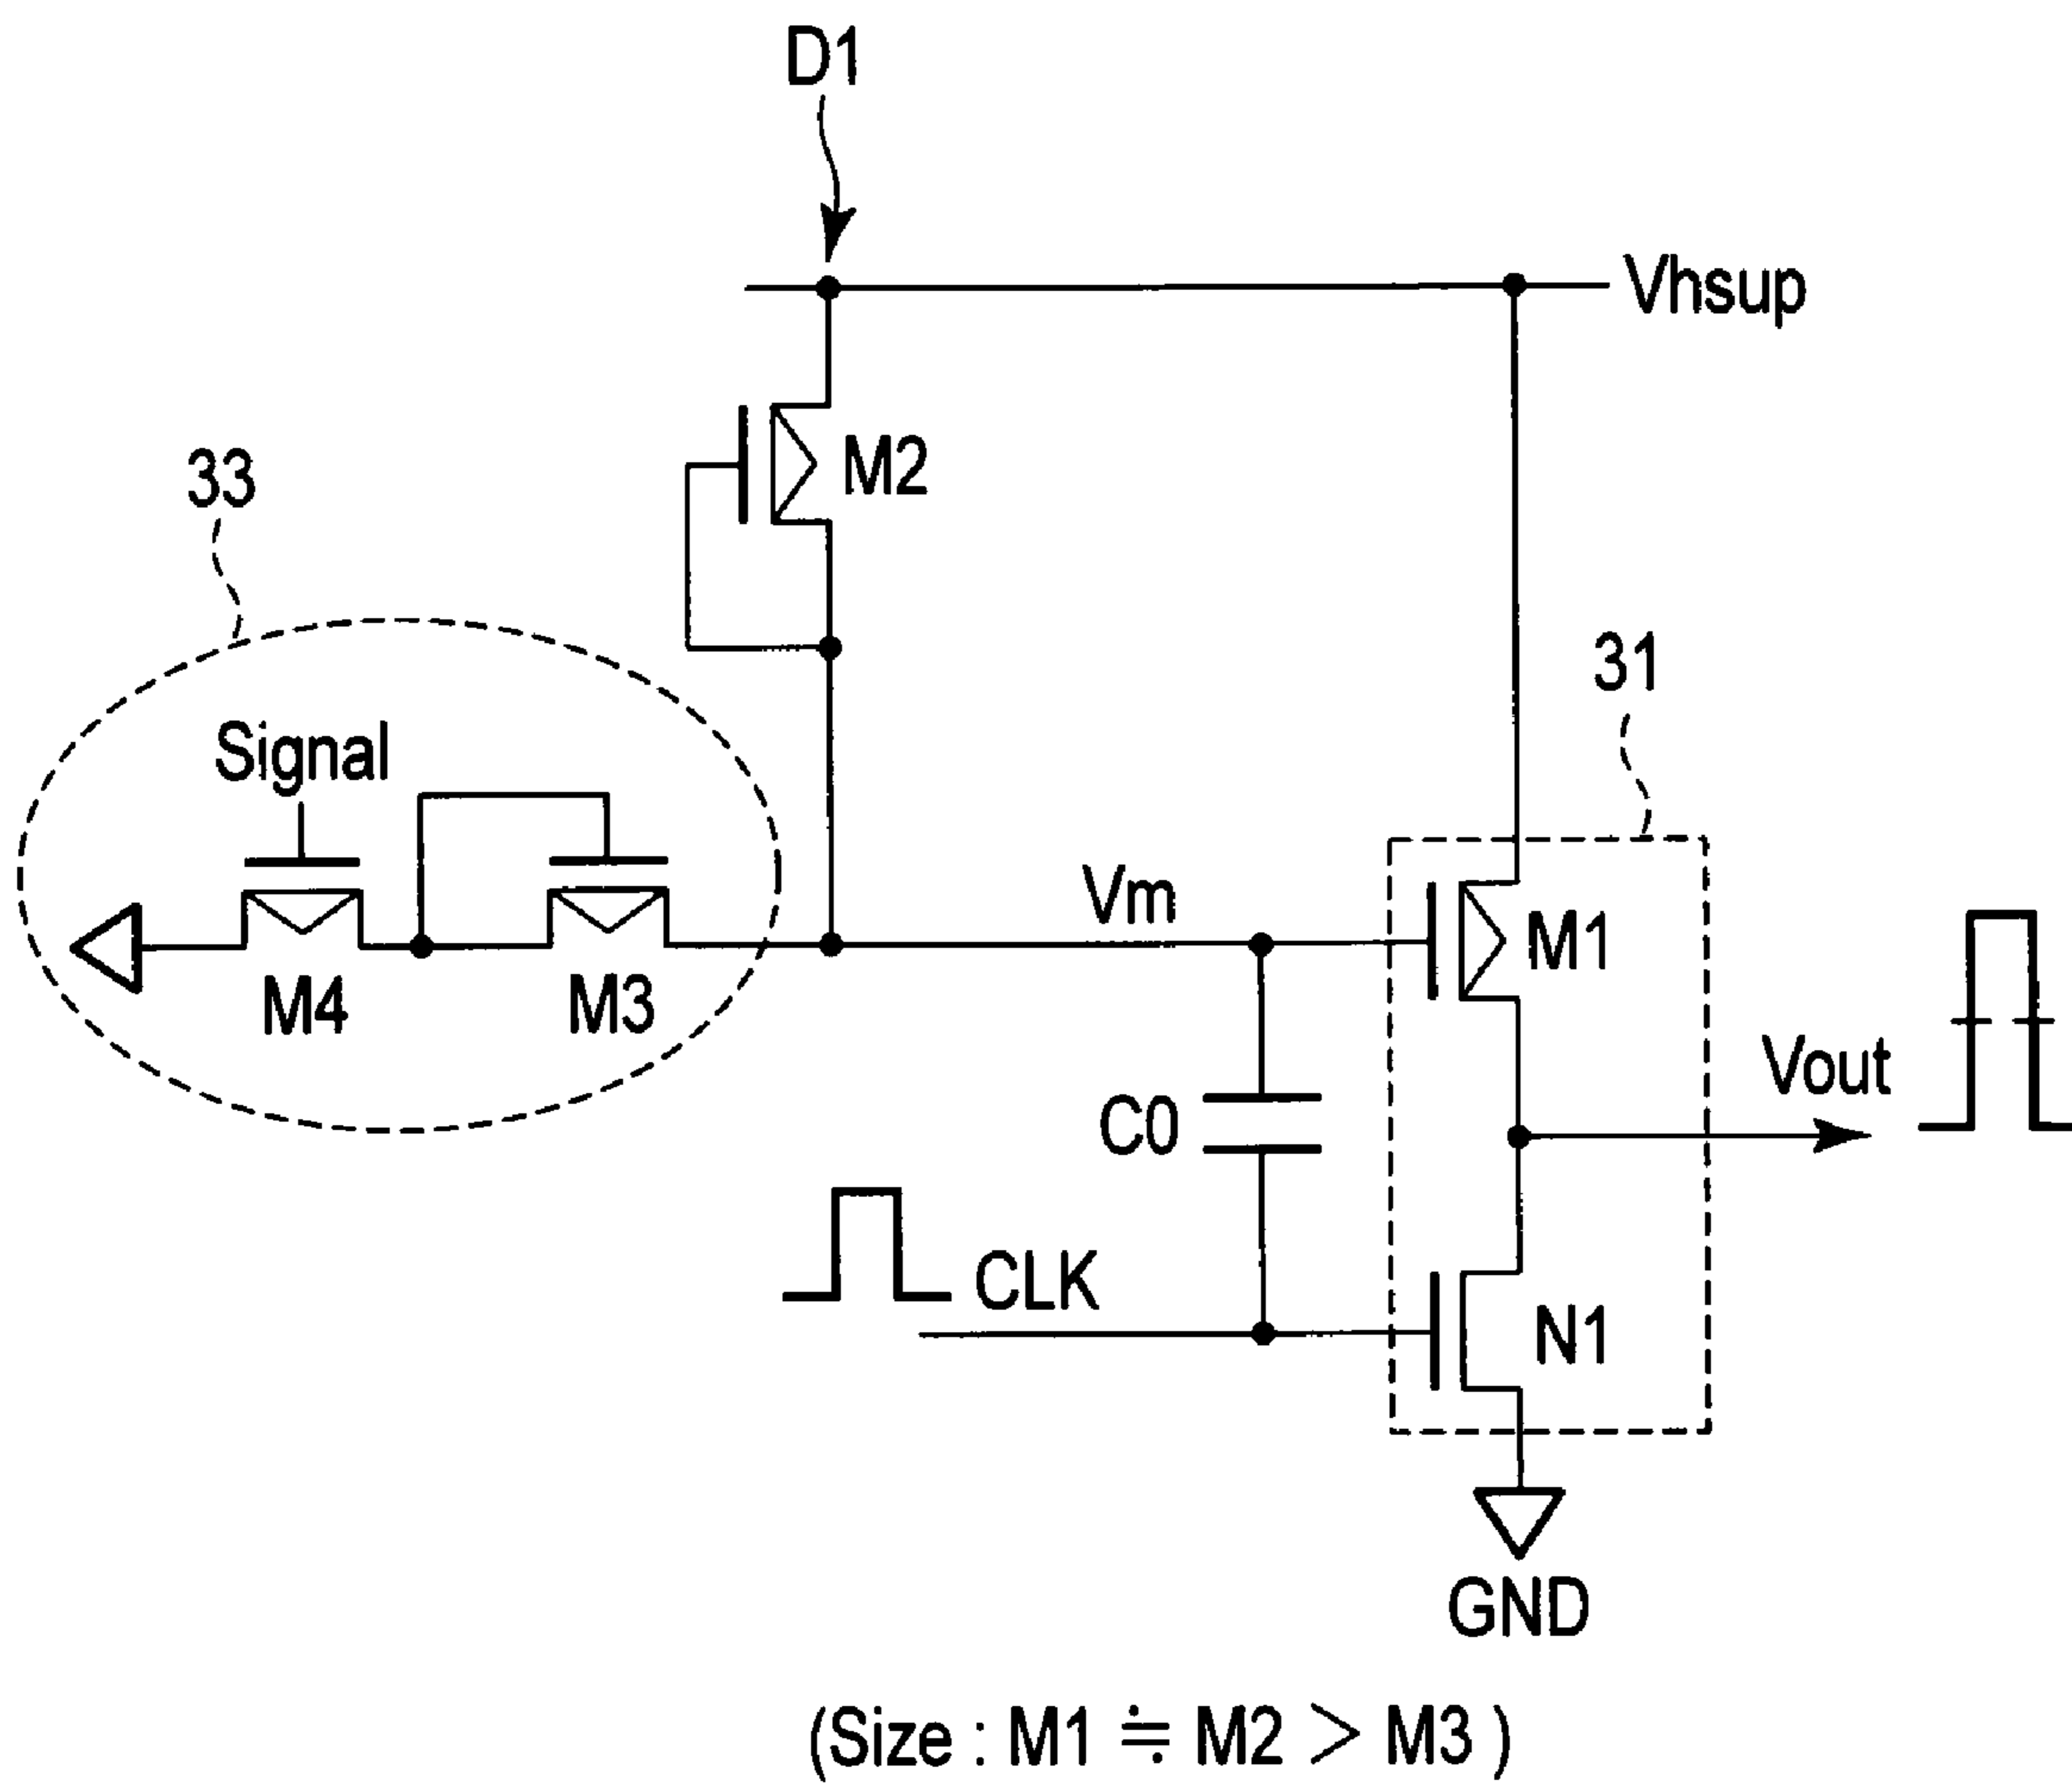 D1
Vhsup
M2
33
31
Signal
Vm
M1
M4
M3
Vout
C0
CLK
N1
GND
(Size : M1 ≒ M2 > M3 )